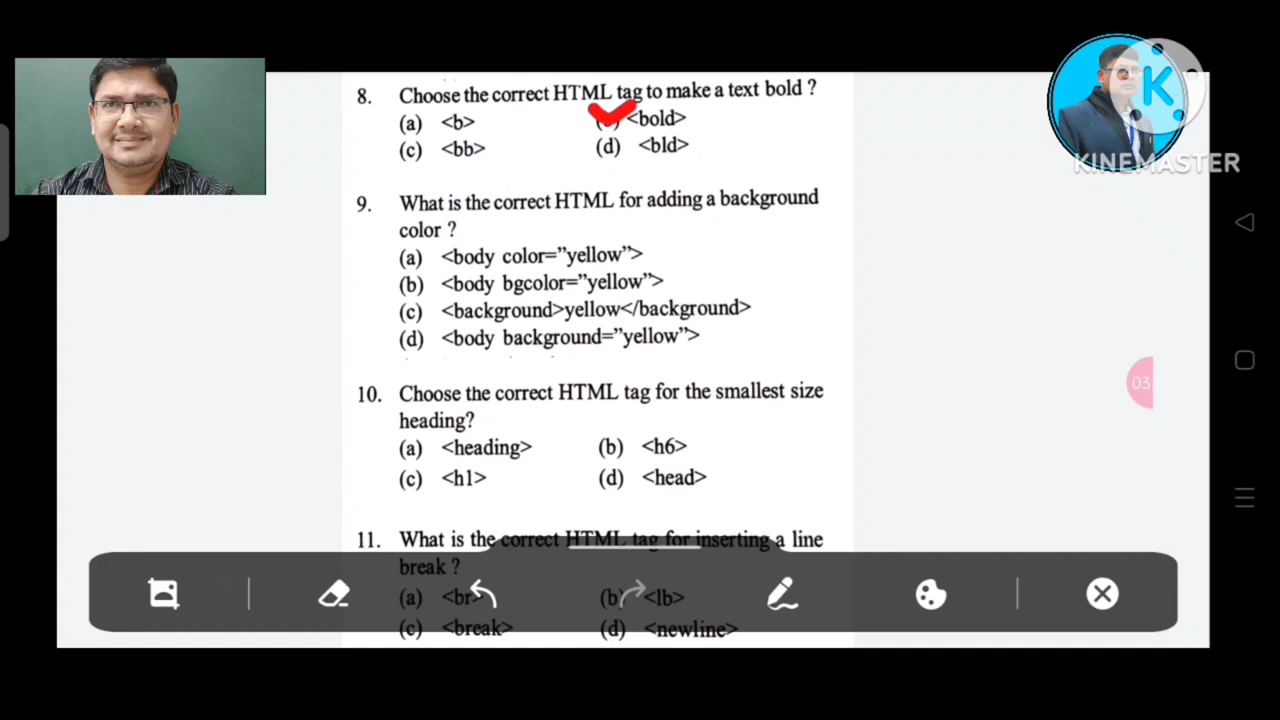 KINEMASTER
8. Choose the correct HTML tag to make a text bold ?
(a) <b> <bold>
(c) <bb> (d) <bld>
9. What is the correct HTML for adding a background
color ?
(a) <body color=”yellow”>
(b) <body bgcolor=”yellow”>
(c) <background>yellow</background>
(d) <body background=”yellow”>
10. Choose the correct HTML tag for the smallest size
heading?
(a) <heading> (b) <h6>
(c) <h1> (d) <head>
03
11. What is the correct HTML tag for inserting a line
break ?
(a) <br> (b) <lb>
(c) <break> (d) <newline>